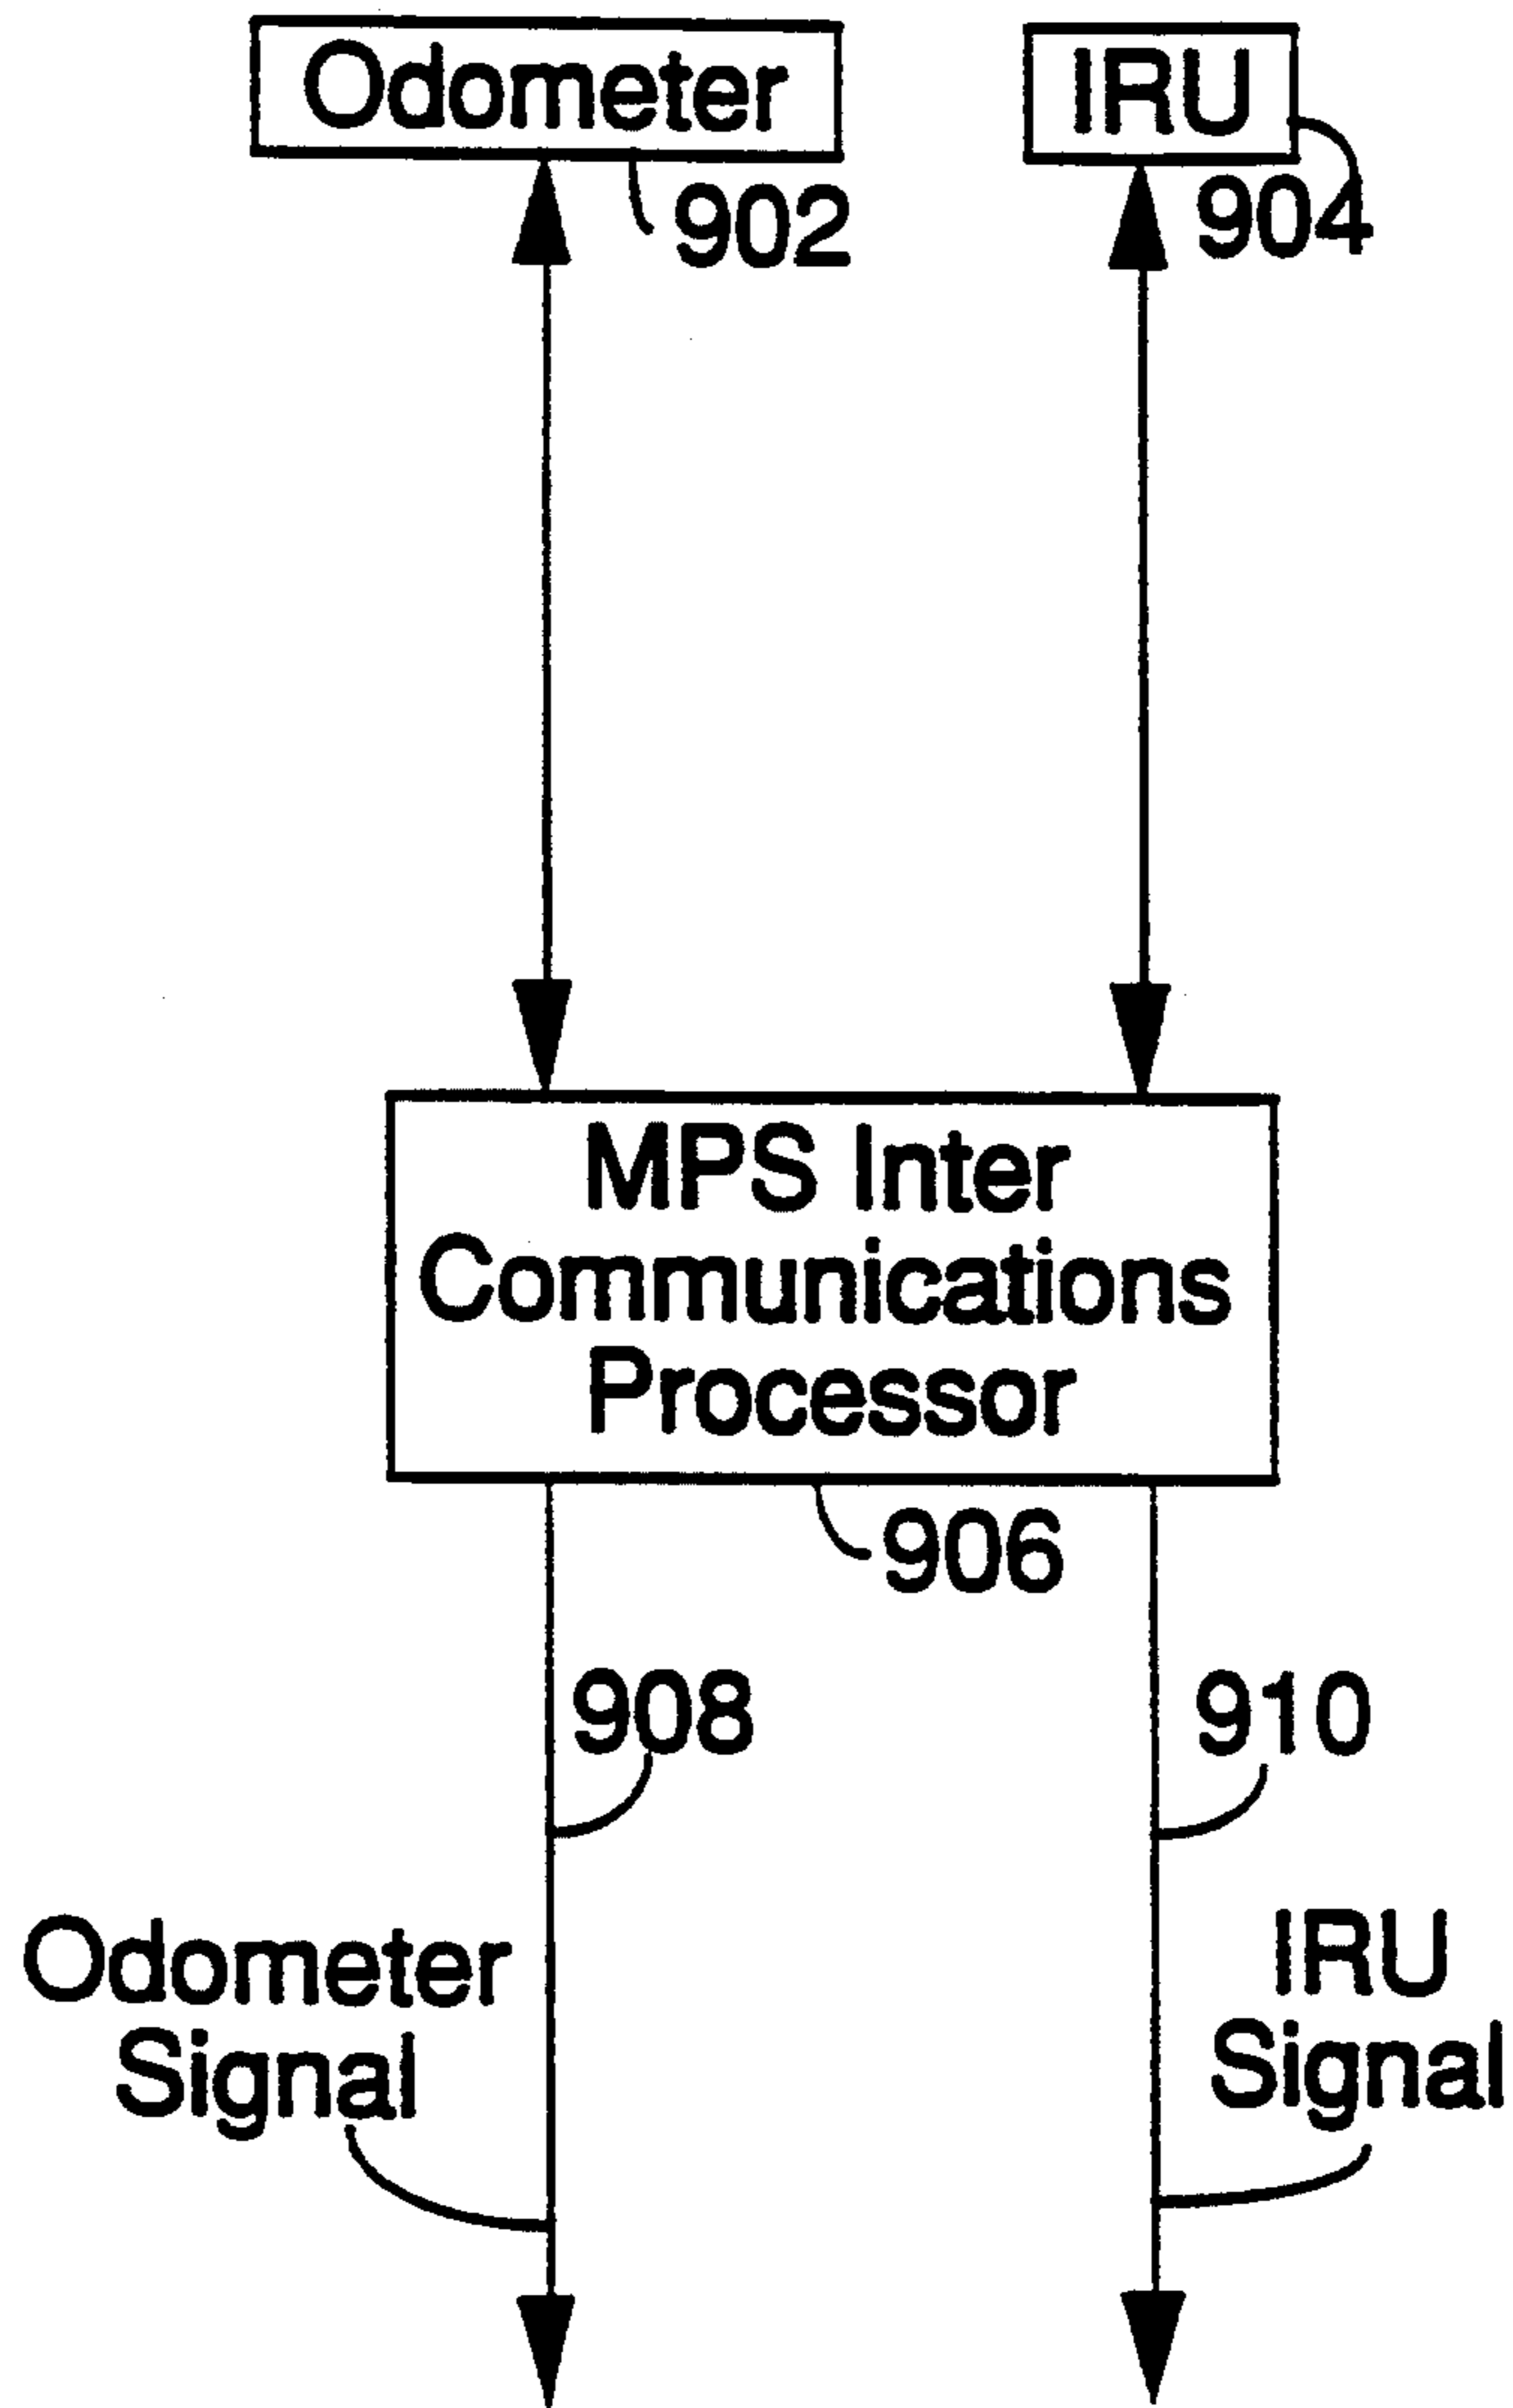 Odometer
IRU
902
904
MPS Inter
Communications
Processor
906
908
910
Odometer
Signal
IRU
Signal